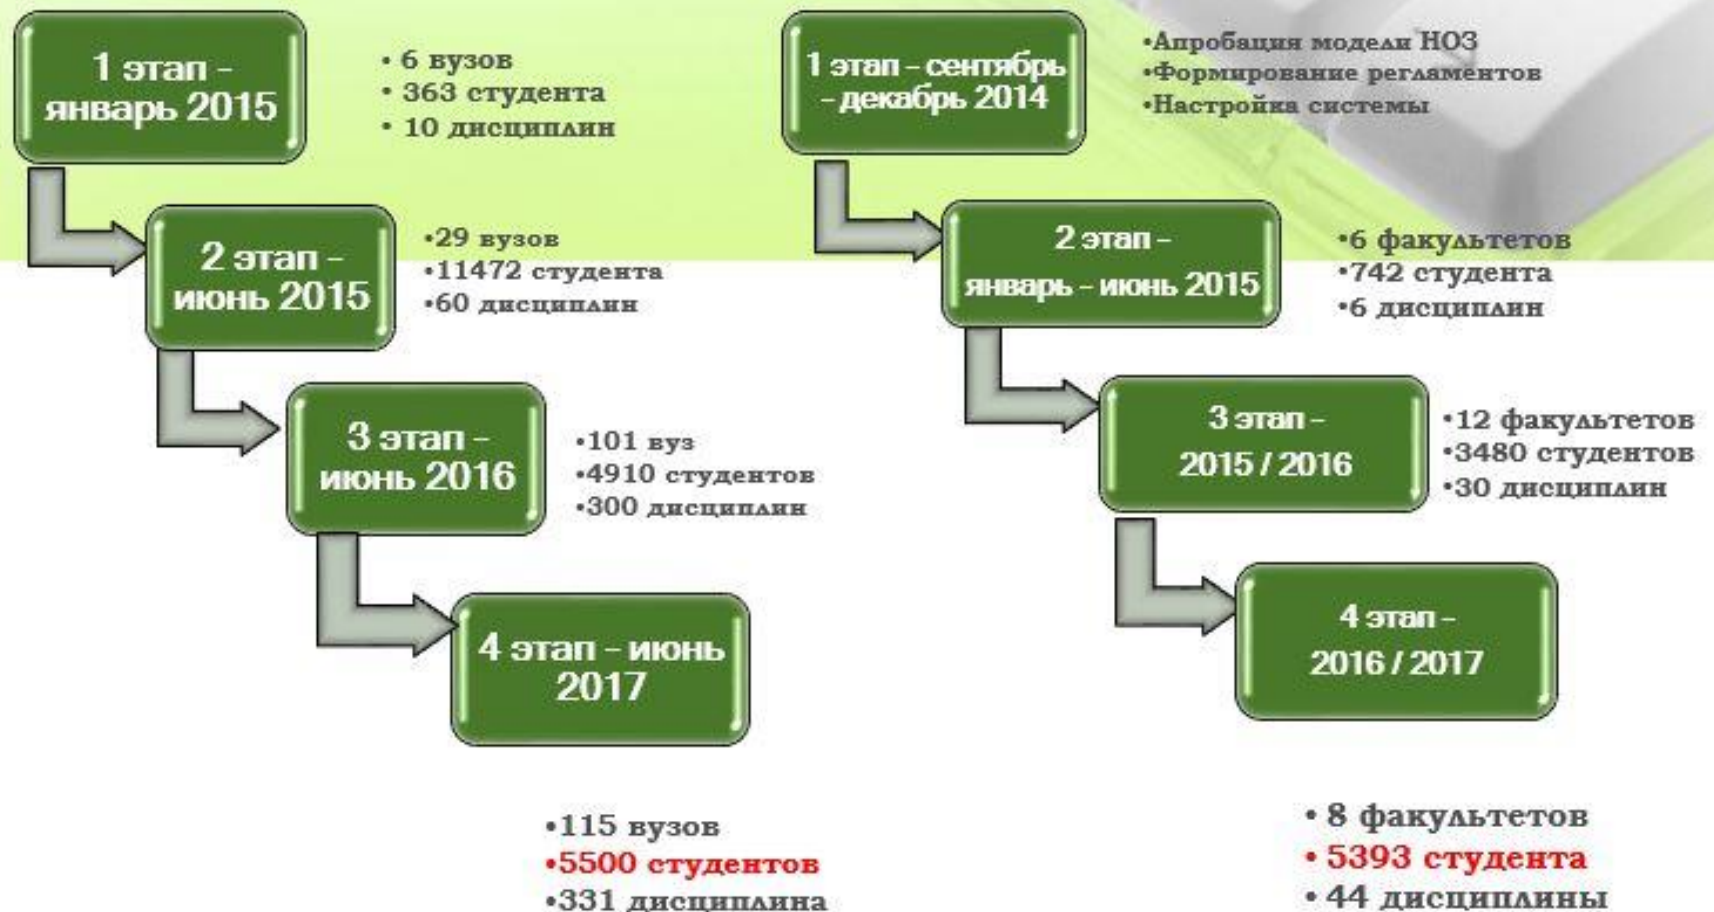 1 этап –
январь 2015
• 6 вузов
• 363 студента
• 10 дисциплин
2 этап –
июнь 2015
•29 вузов
•11472 студента
•60 дисциплин
3 этап –
июнь 2016
•101 вуз
•4910 студентов
•300 дисциплин
4 этап – июнь
2017
•115 вузов
•5500 студентов
•331 дисциплина
1 этап – сентябрь
– декабрь 2014
•Апробация модели НОЗ
•Формирование регламентов
•Настройка системы
2 этап –
январь – июнь 2015
•6 факультетов
•742 студента
•6 дисциплин
3 этап –
2015 / 2016
•12 факультетов
•3480 студентов
•30 дисциплин
4 этап –
2016 / 2017
• 8 факультетов
• 5393 студента
• 44 дисциплины